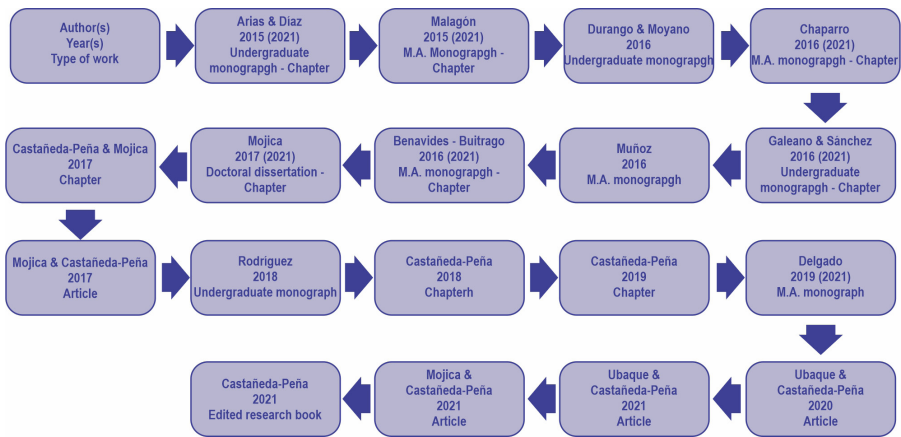 Author(s)
Year(s)
Type of work
Arias & Díaz
2015 (2021)
Undergraduate
monograpgh - Chapter
Malagón
2015 (2021)
M.A. Monograpgh -
Chapter
Durango & Moyano
2016
Undergraduate monograpgh
Chaparro
2016 (2021)
M.A. monograpgh - Chapter
Galeano & Sánchez
2016 (2021)
Undergraduate
monograpgh - Chapter
Muñoz
2016
M.A. monograpgh
Benavides - Buitrago
2016 (2021)
M.A. monograpgh -
Chapter
Mojica
2017 (2021)
Doctoral dissertation -
Chapter
Castañeda-Peña & Mojica
2017
Chapter
Mojica & Castañeda-Peña
2017
Article
Rodríguez
2018
Undergraduate monograph
Castañeda-Peña
2018
Chapterh
Castañeda-Peña
2019
Chapter
Delgado
2019 (2021)
M.A. monograph
Ubaque &
Castañeda-Peña
2020
Article
Ubaque &
Castañeda-Peña
2021
Article
Mojica &
Castañeda-Peña
2021
Article
Castañeda-Peña
2021
Edited research book